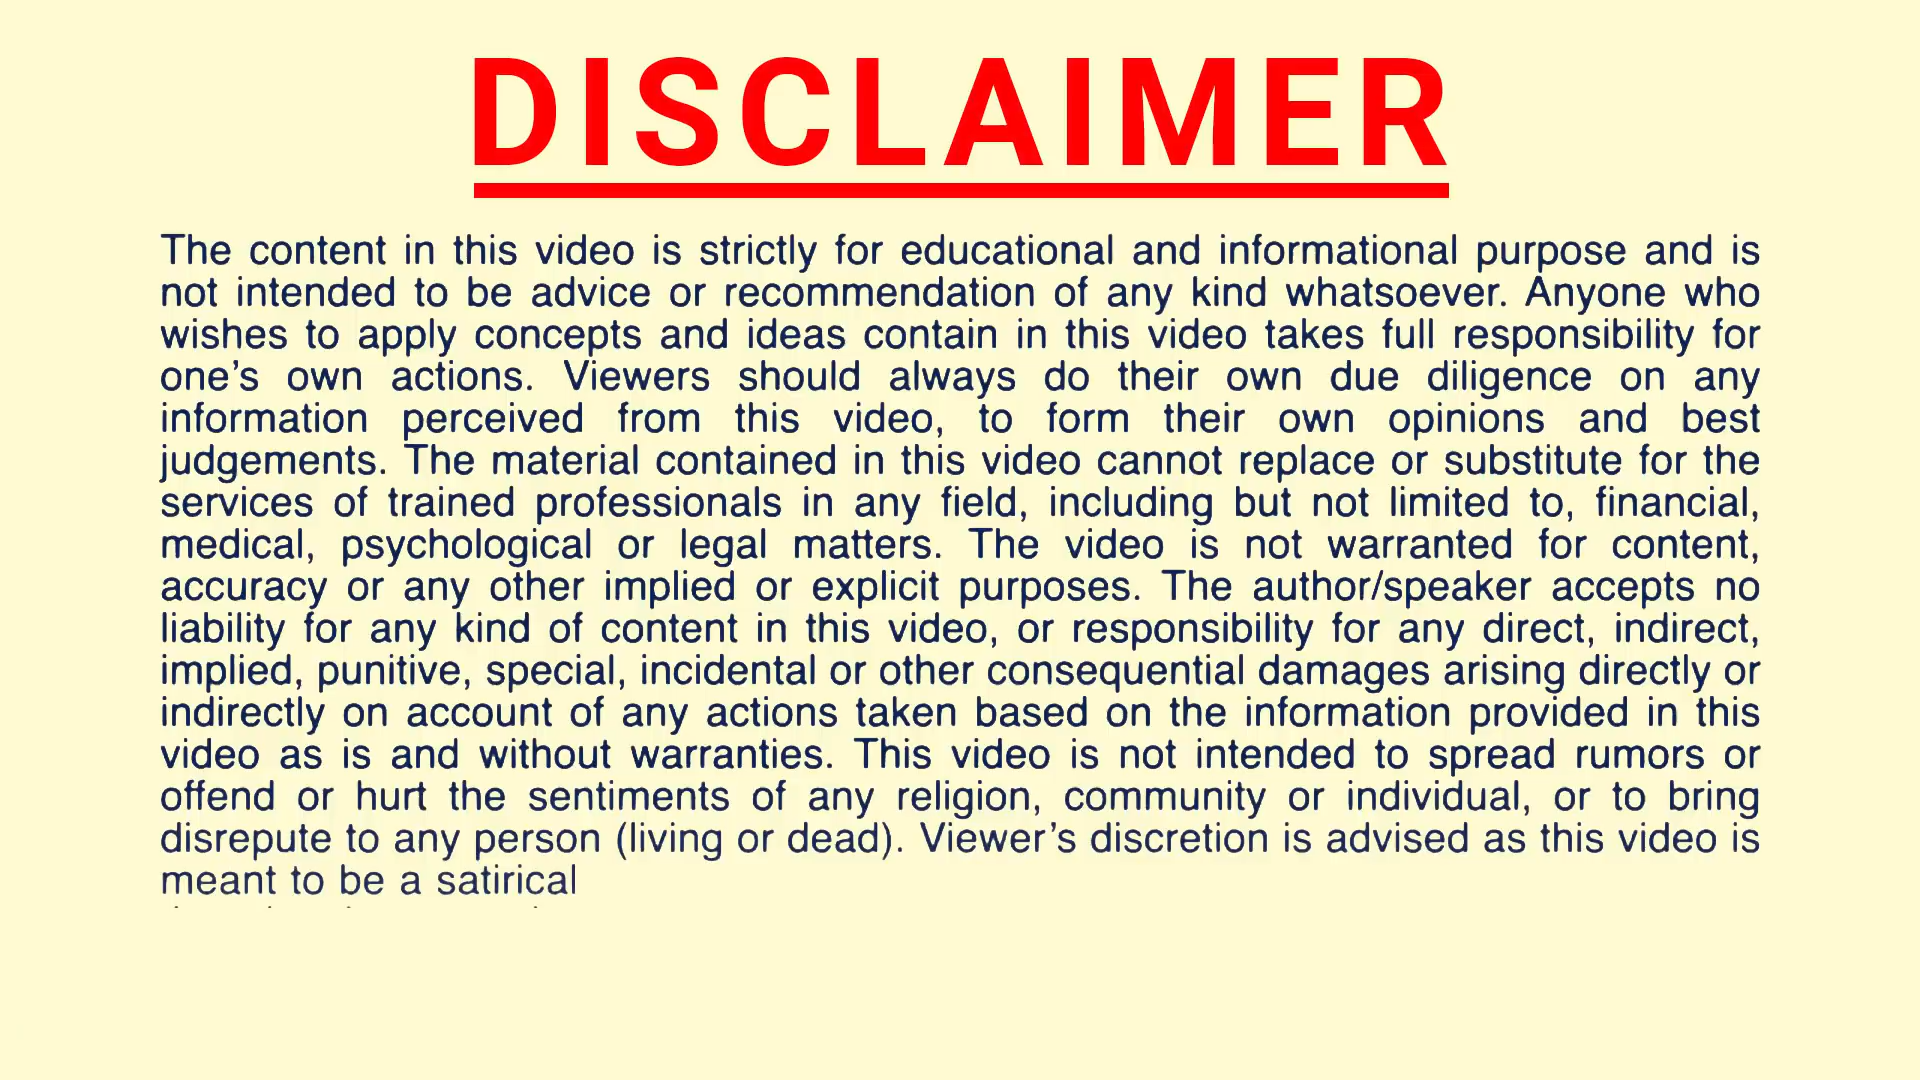 DISCLAIMER
The content in this video is strictly for educational and informational purpose and is
not intended to be advice or recommendation of any kind whatsoever. Anyone who
wishes to apply concepts and ideas contain in this video takes full responsibility for
one’s own actions. Viewers should always do their own due diligence on any
information perceived from this video, to form their own opinions and best
judgements. The material contained in this video cannot replace or substitute for the
services of trained professionals in any field, including but not limited to, financial,
medical, psychological or legal matters. The video is not warranted for content,
accuracy or any other implied or explicit purposes. The author/speaker accepts no
liability for any kind of content in this video, or responsibility for any direct, indirect,
implied, punitive, special, incidental or other consequential damages arising directly or
indirectly on account of any actions taken based on the information provided in this
video as is and without warranties. This video is not intended to spread rumors or
offend or hurt the sentiments of any religion, community or individual, or to bring
disrepute to any person (living or dead). Viewer’s discretion is advised as this video is
meant to be a satirical